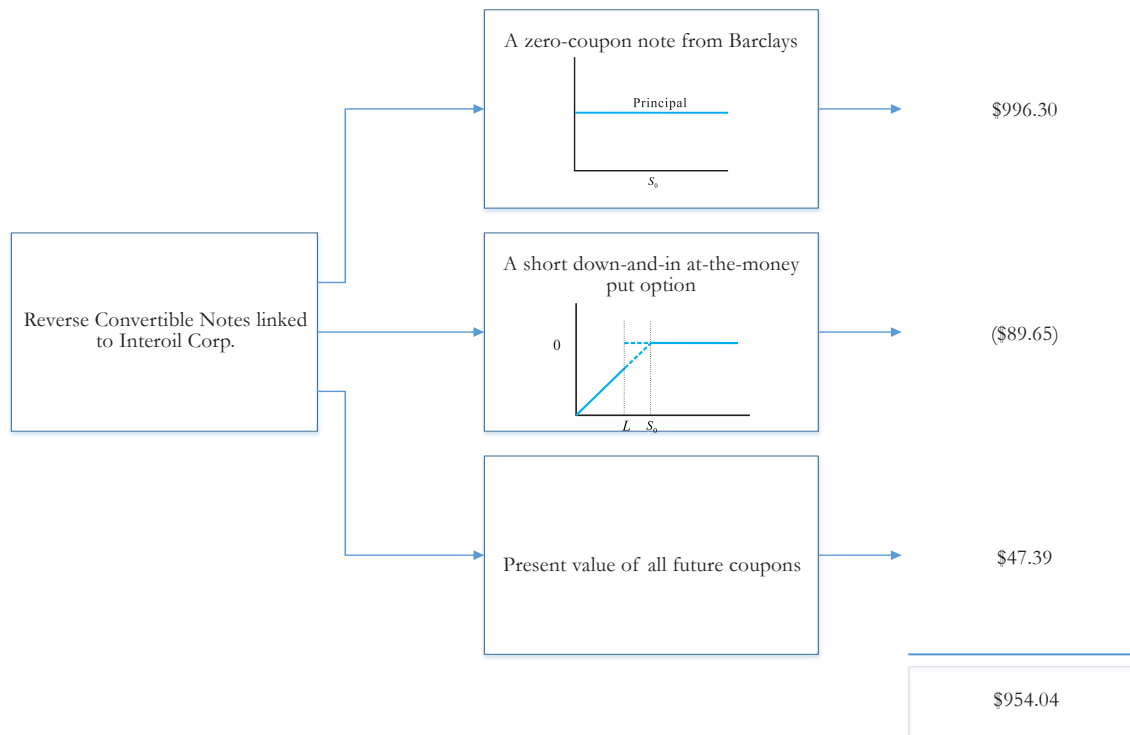 A zero-coupon note from Barclays
Principal
S₀
$996.30
Reverse Convertible Notes linked
to Interoil Corp.
A short down-and-in at-the-money
put option
0
L S₀
($89.65)
Present value of all future coupons
$47.39
$954.04